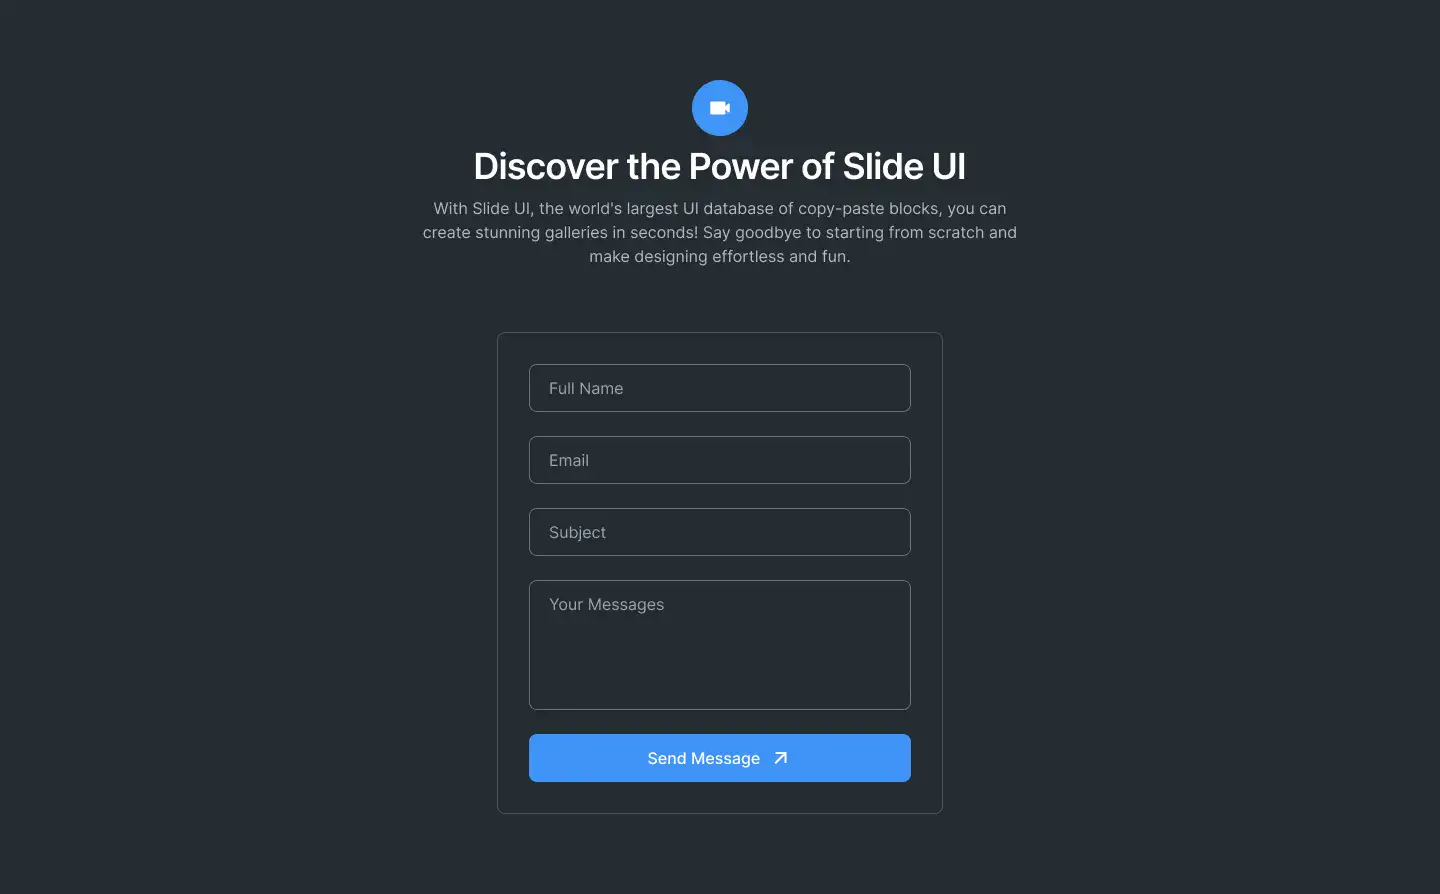 Discover the Power of Slide UI
With Slide UI, the world's largest UI database of copy-paste blocks, you can
create stunning galleries in seconds! Say goodbye to starting from scratch and
make designing effortless and fun.
Full Name
Email
Subject
Your Messages
Send Message